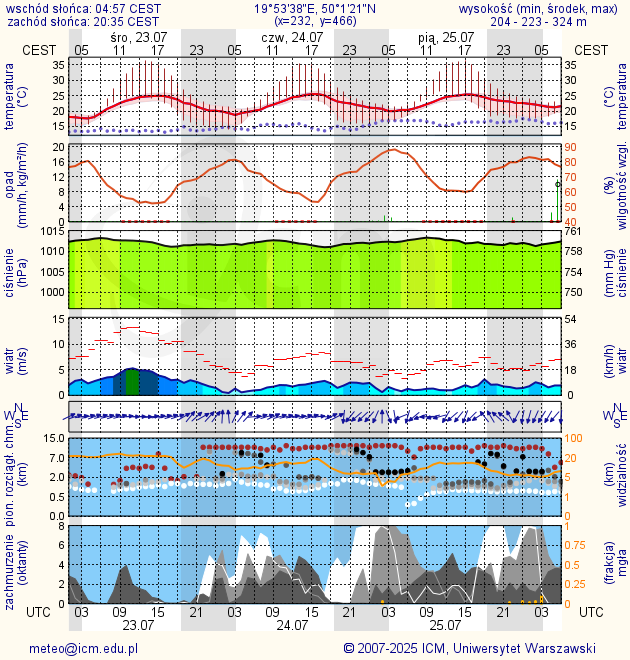 wschód słońca: 04:57 CEST 19°53'38"E, 50°1'21"N wysokość (min, środek, max)
zachód słońca: 20:35 CEST (x=232, y=466) 204 - 223 - 324 m
śro, 23.07 czw, 24.07 pią, 25.07
CEST 05 11 17 23 05 11 17 23 05 11 17 23 05 CEST
temperatura (°C)
35 30 25 20 15
35 30 25 20 15
(°C) temperatura
opad (mm/h, kg/m²/h)
20 16 12 8 4 0
90 80 70 60 50 40
(%) wilgotność wzgl.
ciśnienie (hPa)
1015 1010 1005 1000
761 758 754 750
(mm Hg) ciśnienie
wiatr (m/s)
15 10 5 0
54 36 18 0
(km/h) wiatr
N W E S
N W E S
pion. rozciągł. chm. (km)
15.0 7.0 2.0 0.5 0.0
100 20 5 1 0
(km) widzialność
zachmurzenie (oktanty)
8 6 4 2 0
1 0.75 0.5 0.25 0
(frakcja) mgła
UTC 03 09 15 21 03 09 15 21 03 09 15 21 03 UTC
23.07 24.07 25.07
meteo@icm.edu.pl © 2007-2025 ICM, Uniwersytet Warszawski